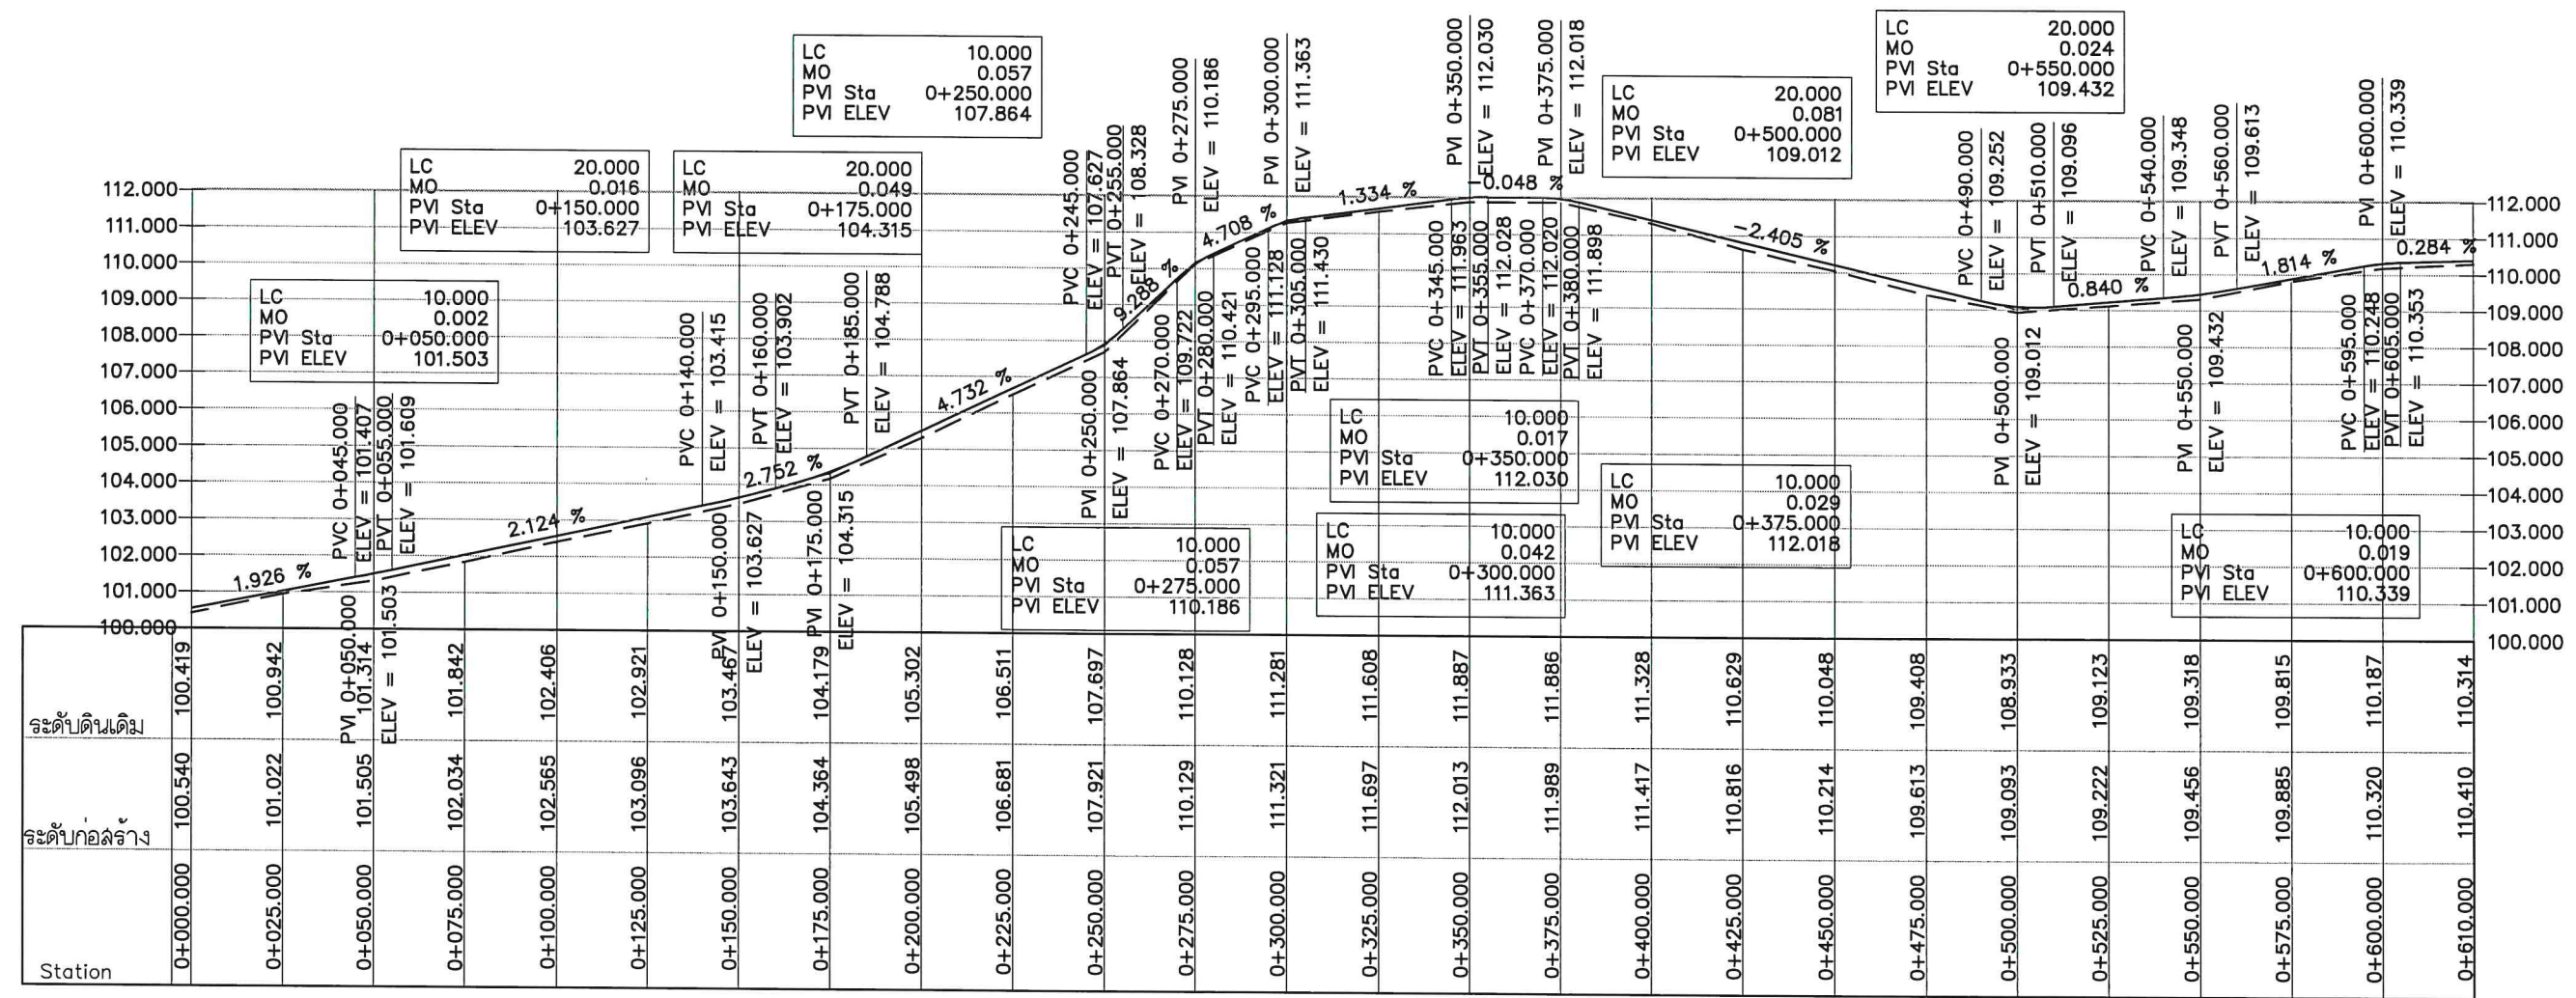 LC 10.000
MO 0.057
PVI Sta 0+250.000
PVI ELEV 107.864
LC 20.000
MO 0.024
PVI Sta 0+550.000
PVI ELEV 109.432
LC 20.000
MO 0.081
PVI Sta 0+500.000
PVI ELEV 109.012
LC 20.000
MO 0.016
PVI Sta 0+150.000
PVI ELEV 103.627
LC 20.000
MO 0.049
PVI Sta 0+175.000
PVI ELEV 104.315
LC 10.000
MO 0.002
PVI Sta 0+050.000
PVI ELEV 101.503
LC 10.000
MO 0.017
PVI Sta 0+350.000
PVI ELEV 112.030
LC 10.000
MO 0.029
PVI Sta 0+375.000
PVI ELEV 112.018
LC 10.000
MO 0.057
PVI Sta 0+275.000
PVI ELEV 110.186
LC 10.000
MO 0.042
PVI Sta 0+300.000
PVI ELEV 111.363
LC 10.000
MO 0.019
PVI Sta 0+600.000
PVI ELEV 110.339
112.000
111.000
110.000
109.000
108.000
107.000
106.000
105.000
104.000
103.000
102.000
101.000
100.000
1.926 %
PVC 0+045.000
ELEV = 101.407
PVT 0+055.000
ELEV = 101.609
PVI 0+050.000
ELEV = 101.503
2.124 %
PVC 0+140.000
ELEV = 103.415
PVT 0+160.000
ELEV = 103.902
PVI 0+150.000
ELEV = 103.627
2.752 %
PVI 0+175.000
ELEV = 104.315
PVT 0+185.000
ELEV = 104.788
4.732 %
PVC 0+245.000
ELEV = 107.627
PVT 0+255.000
ELEV = 108.328
PVI 0+250.000
ELEV = 107.864
9.288 %
PVI 0+275.000
ELEV = 110.186
PVC 0+270.000
ELEV = 109.722
PVT 0+280.000
ELEV = 110.421
4.708 %
PVI 0+300.000
ELEV = 111.363
PVC 0+295.000
ELEV = 111.128
PVT 0+305.000
ELEV = 111.430
1.334 %
PVI 0+350.000
ELEV = 112.030
PVC 0+345.000
ELEV = 111.963
PVT 0+355.000
ELEV = 112.028
-0.048 %
PVI 0+375.000
ELEV = 112.018
PVC 0+370.000
ELEV = 112.020
PVT 0+380.000
ELEV = 111.898
-2.405 %
PVC 0+490.000
ELEV = 109.252
PVT 0+510.000
ELEV = 109.096
PVI 0+500.000
ELEV = 109.012
0.840 %
PVC 0+540.000
ELEV = 109.348
PVT 0+560.000
ELEV = 109.613
PVI 0+550.000
ELEV = 109.432
1.814 %
PVI 0+600.000
ELEV = 110.339
PVC 0+595.000
ELEV = 110.248
PVT 0+605.000
ELEV = 110.353
0.284 %
112.000
111.000
110.000
109.000
108.000
107.000
106.000
105.000
104.000
103.000
102.000
101.000
100.000
ระดับดินเดิม 100.419 100.942 101.314 101.842 102.406 102.921 103.467 104.179 105.302 106.511 107.697 110.128 111.281 111.608 111.887 111.886 111.328 110.629 110.048 109.408 108.933 109.123 109.318 109.815 110.187 110.314
ระดับก่อสร้าง 100.540 101.022 101.505 102.034 102.565 103.096 103.643 104.364 105.498 106.681 107.921 110.129 111.321 111.697 112.013 111.989 111.417 110.816 110.214 109.613 109.093 109.222 109.456 109.885 110.320 110.410
Station 0+000.000 0+025.000 0+050.000 0+075.000 0+100.000 0+125.000 0+150.000 0+175.000 0+200.000 0+225.000 0+250.000 0+275.000 0+300.000 0+325.000 0+350.000 0+375.000 0+400.000 0+425.000 0+450.000 0+475.000 0+500.000 0+525.000 0+550.000 0+575.000 0+600.000 0+610.000